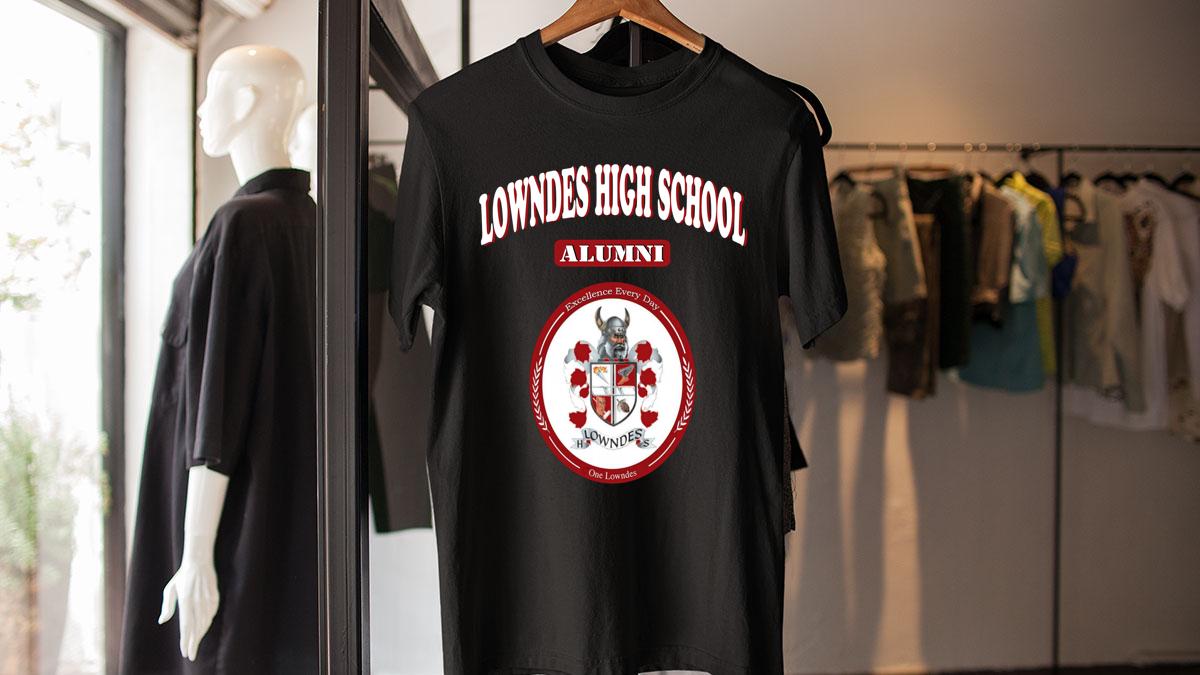 LOWNDES HIGH SCHOOL
ALUMNI
Excellence Every Day
LOWNDES
H S
One Lowndes